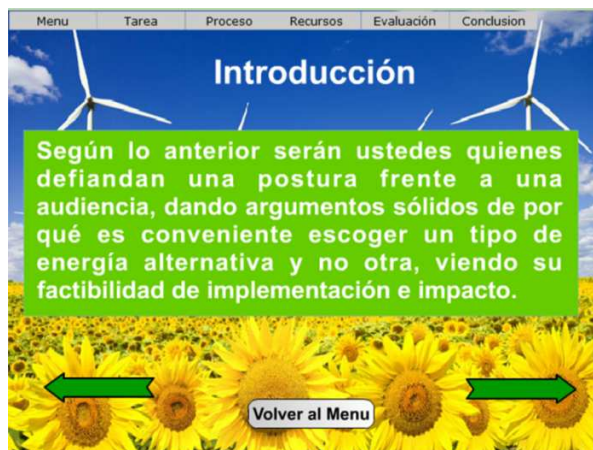 Menu Tarea Proceso Recursos Evaluación Conclusion
Introducción
Según lo anterior serán ustedes quienes
defiandan una postura frente a una
audiencia, dando argumentos sólidos de por
qué es conveniente escoger un tipo de
energía alternativa y no otra, viendo su
factibilidad de implementación e impacto.
Volver al Menu